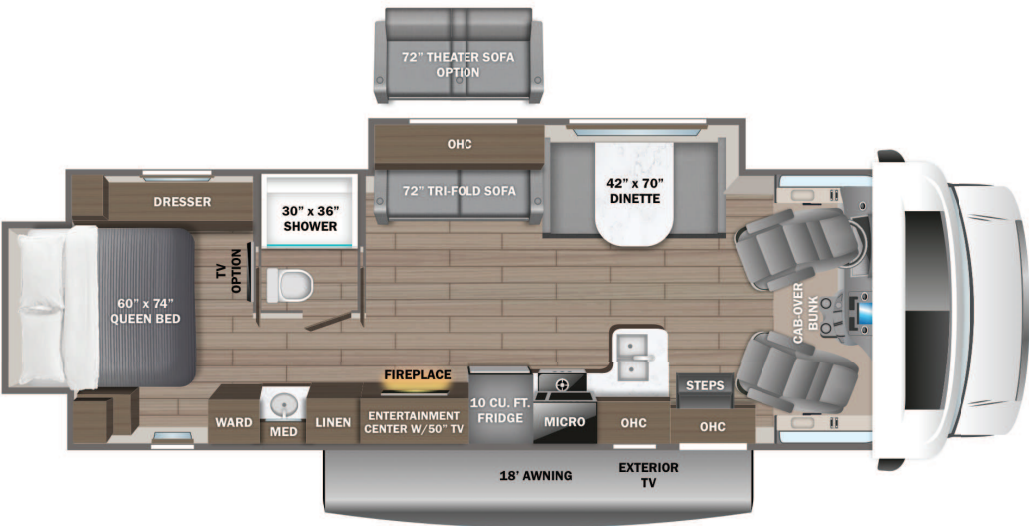 72” THEATER SOFA
OPTION
OHC
72” TRI-FOLD SOFA
42” x 70”
DINETTE
DRESSER
30” x 36”
SHOWER
TV
OPTION
60” x 74”
QUEEN BED
CAB-OVER
BUNK
FIREPLACE
STEPS
WARD
MED
LINEN
ENTERTAINMENT
CENTER W/50” TV
10 CU. FT.
FRIDGE
MICRO
OHC
OHC
18’ AWNING
EXTERIOR
TV